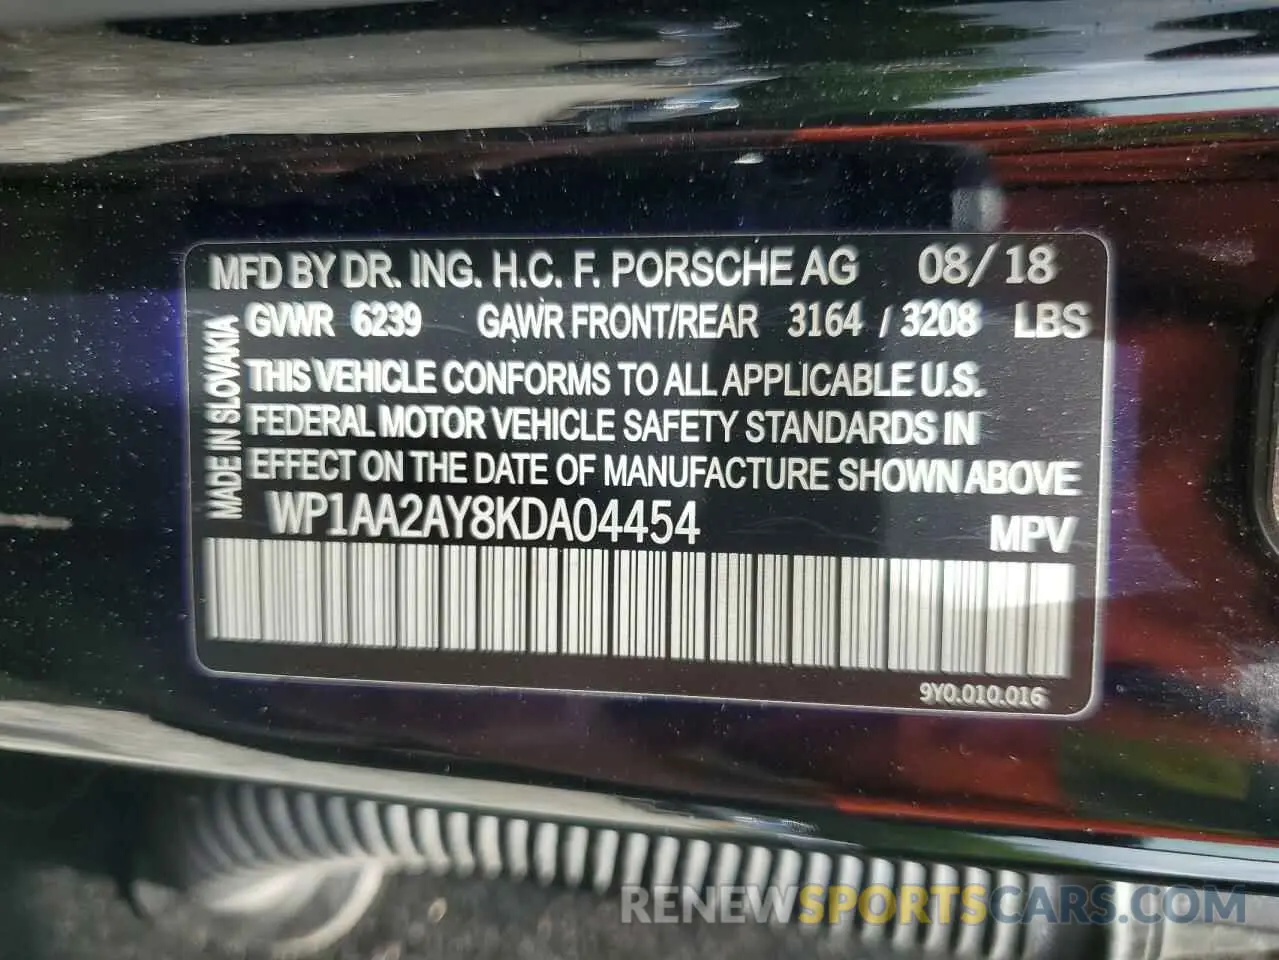 MFD BY DR. ING. H.C. F. PORSCHE AG 08/18
GVWR 6239 GAWR FRONT/REAR 3164 / 3208 LBS
THIS VEHICLE CONFORMS TO ALL APPLICABLE U.S.
FEDERAL MOTOR VEHICLE SAFETY STANDARDS IN
EFFECT ON THE DATE OF MANUFACTURE SHOWN ABOVE
MADE IN SLOVAKIA
WP1AA2AY8KDA04454 MPV
9Y0.010.016
RENEWSPORTSCARS.COM